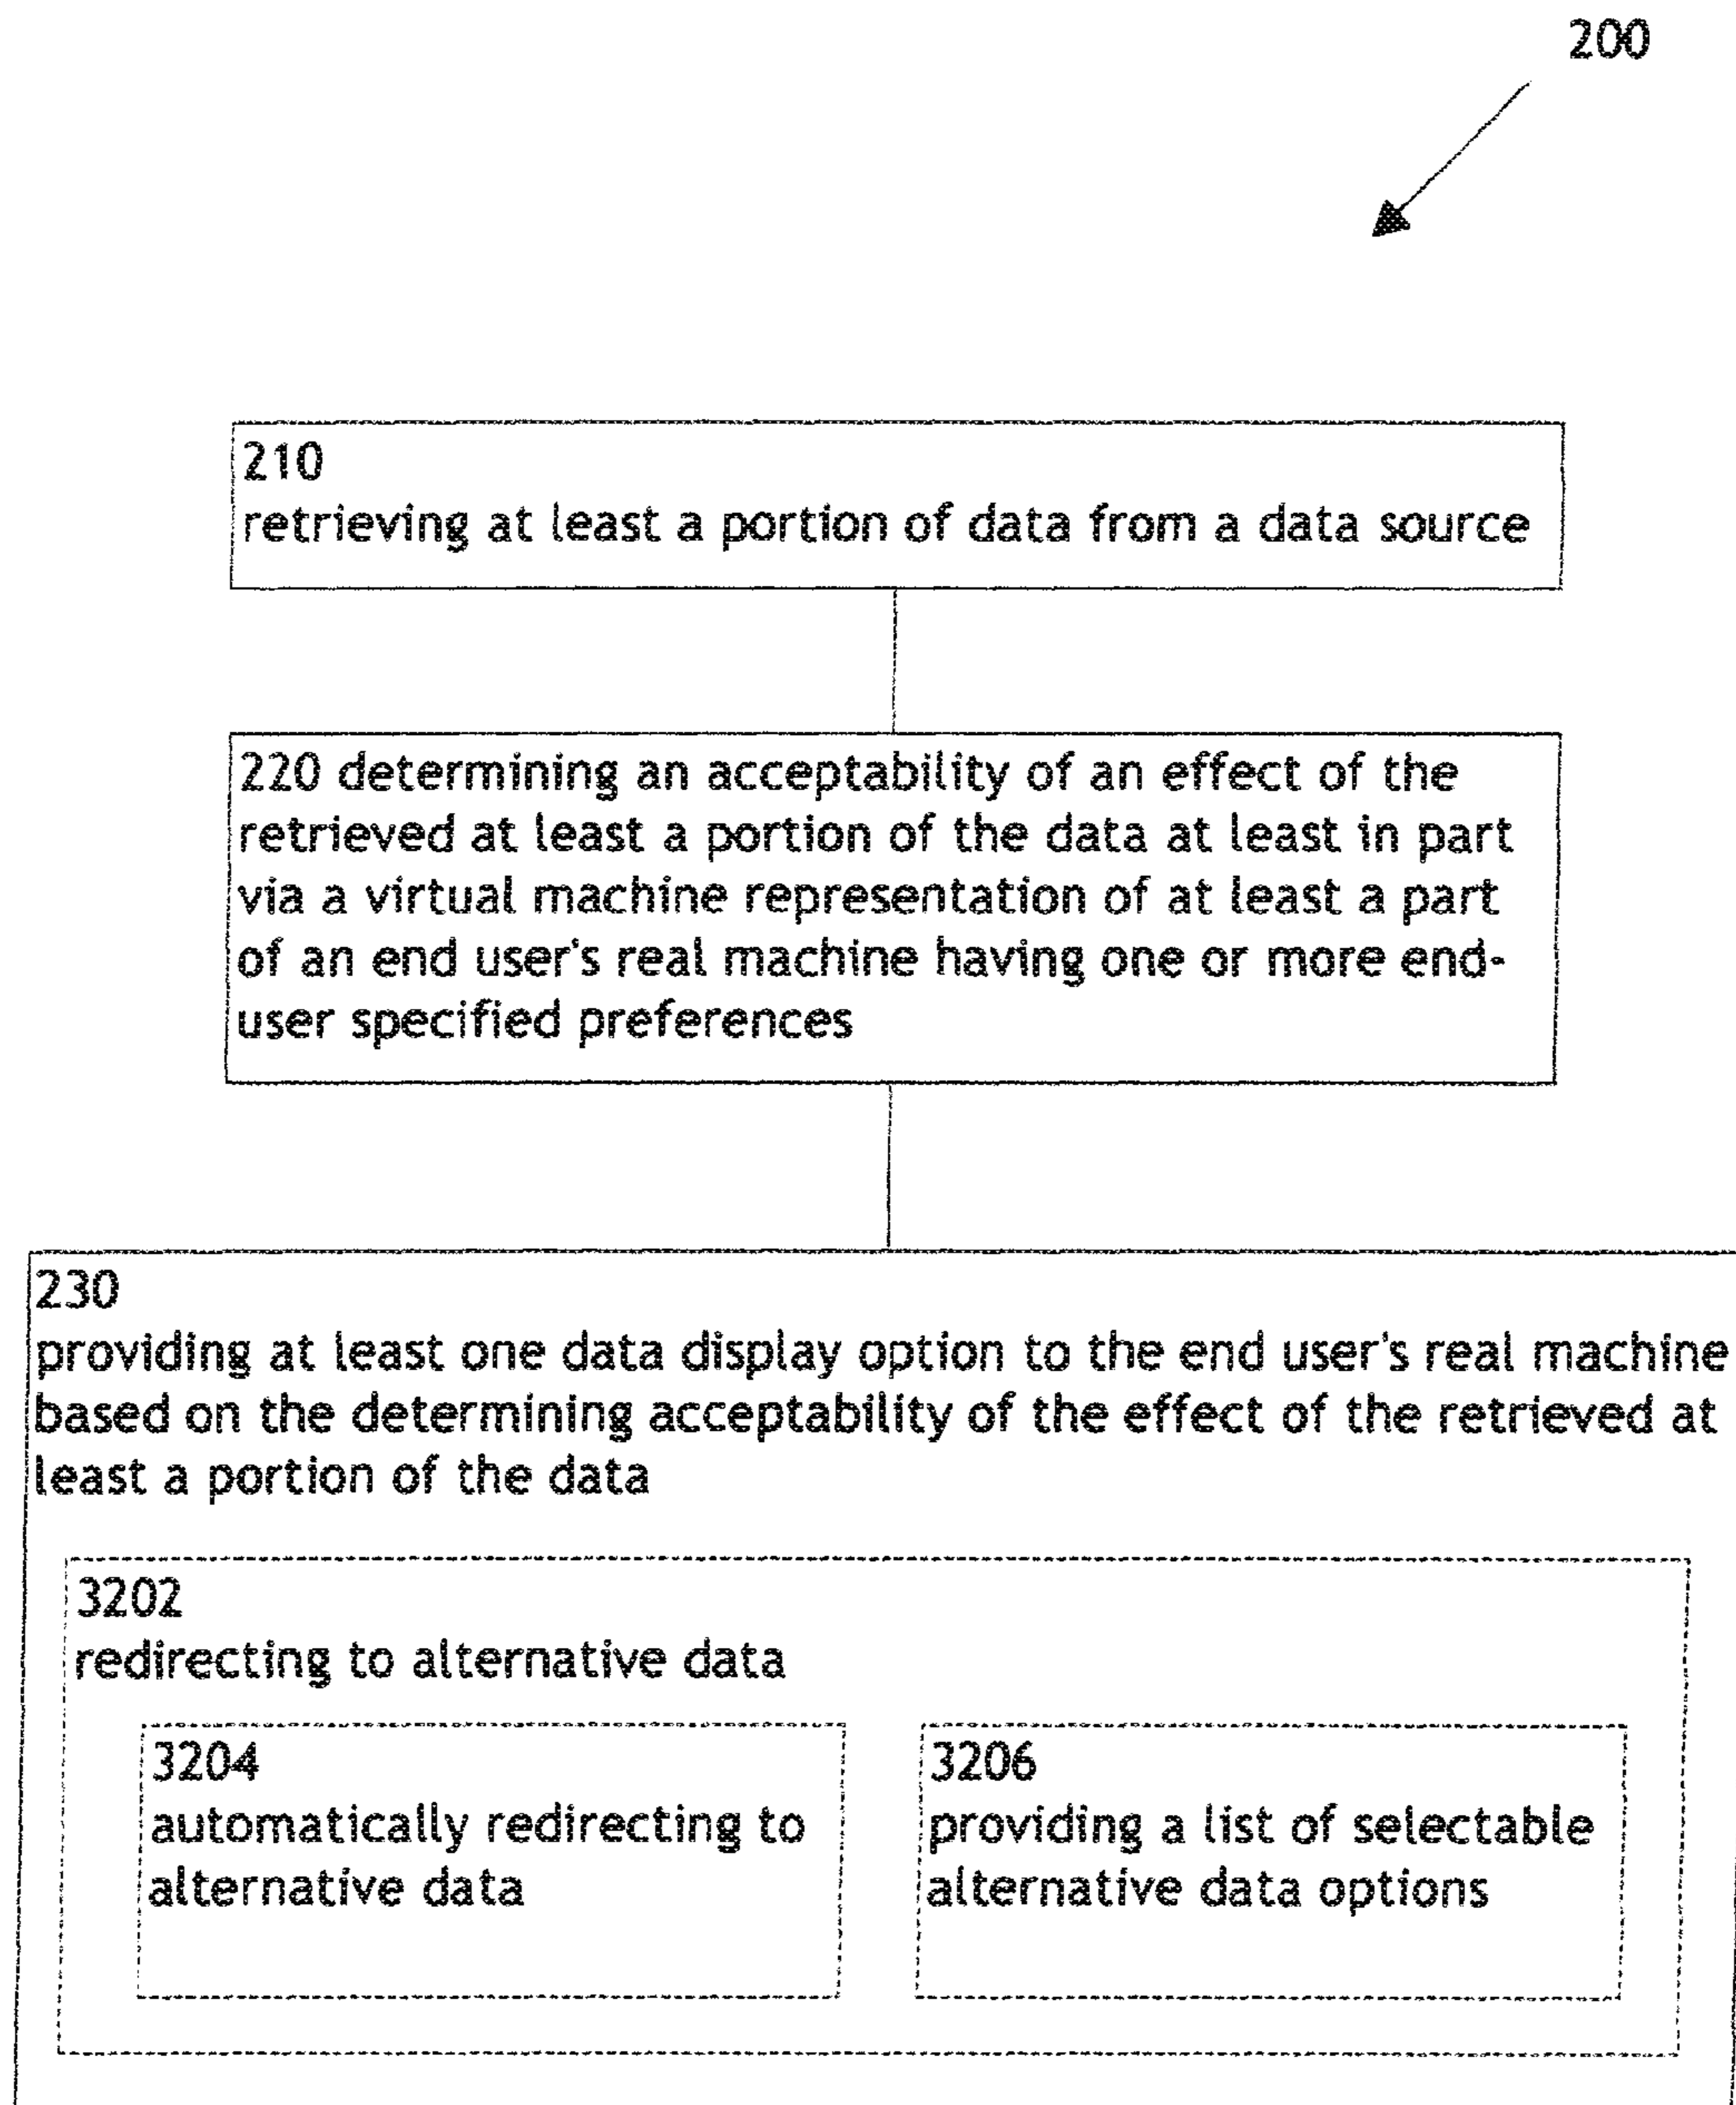 200
210
retrieving at least a portion of data from a data source
220 determining an acceptability of an effect of the
retrieved at least a portion of the data at least in part
via a virtual machine representation of at least a part
of an end user's real machine having one or more end-
user specified preferences
230
providing at least one data display option to the end user's real machine
based on the determining acceptability of the effect of the retrieved at
least a portion of the data
3202
redirecting to alternative data
3204
automatically redirecting to
alternative data
3206
providing a list of selectable
alternative data options